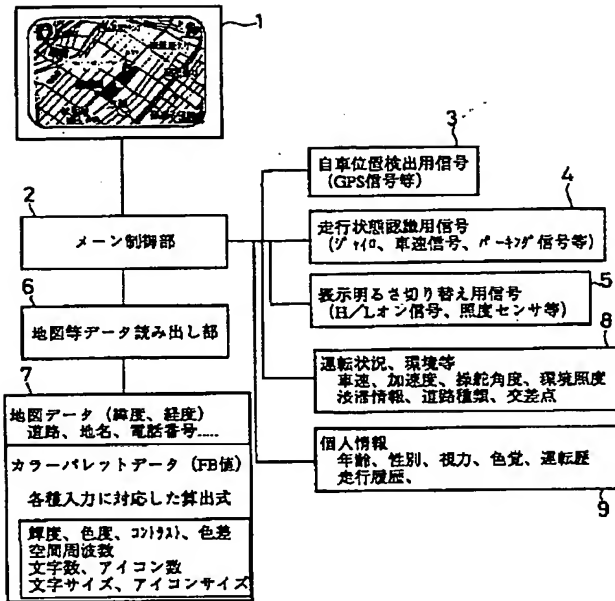 1
3
自車位置検出用信号
(GPS信号等)
4
2
走行状態認識用信号
(ジャイロ、車速信号、パーキング信号等)
メーン制御部
5
表示明るさ切り替え用信号
(H/Lオン信号、照度センサ等)
6
地図等データ読み出し部
8
運転状況、環境等
車速、加速度、操舵角度、環境照度
渋滞情報、道路種類、交差点
7
地図データ(緯度、経度)
道路、地名、電話番号.....
個人情報
年齢、性別、視力、色覚、運転歴
走行履歴、
9
カラーパレットデータ(FB値)
各種入力に対応した算出式
輝度、色度、コントラスト、色差
空間周波数
文字数、アイコン数
文字サイズ、アイコンサイズ